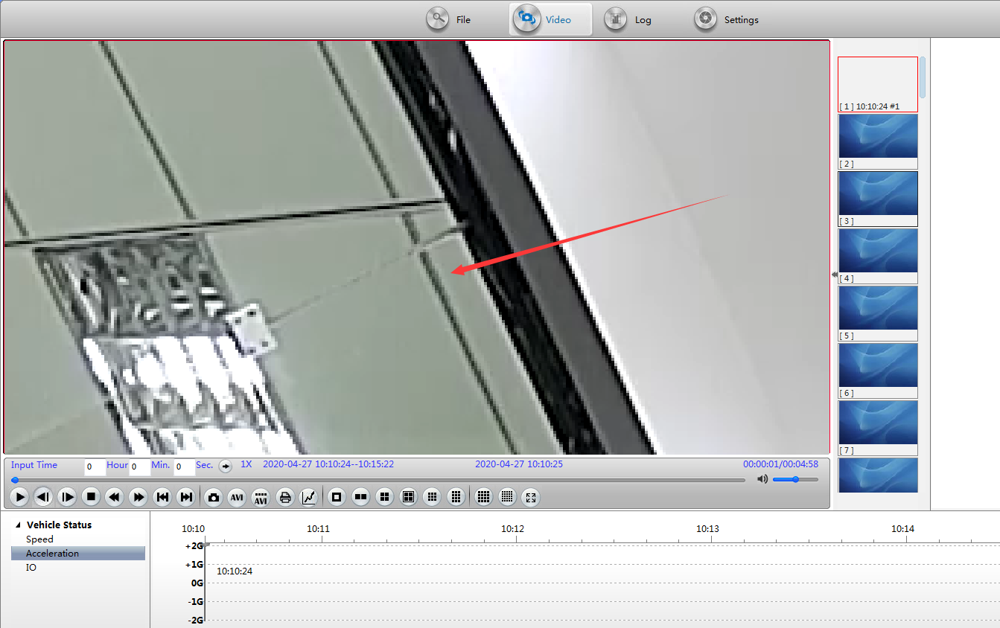 File Video Log Settings
[ 1 ] 10:10:24 #1
[ 2 ]
[ 3 ]
[ 4 ]
[ 5 ]
[ 6 ]
[ 7 ]
Input Time 0 Hour 0 Min. 0 Sec. 1X 2020-04-27 10:10:24--10:15:22 2020-04-27 10:10:25 00:00:01/00:04:58
AVI AVI
Vehicle Status
Speed
Acceleration
IO
10:10 10:11 10:12 10:13 10:14
+2G
+1G
10:10:24
0G
-1G
-2G